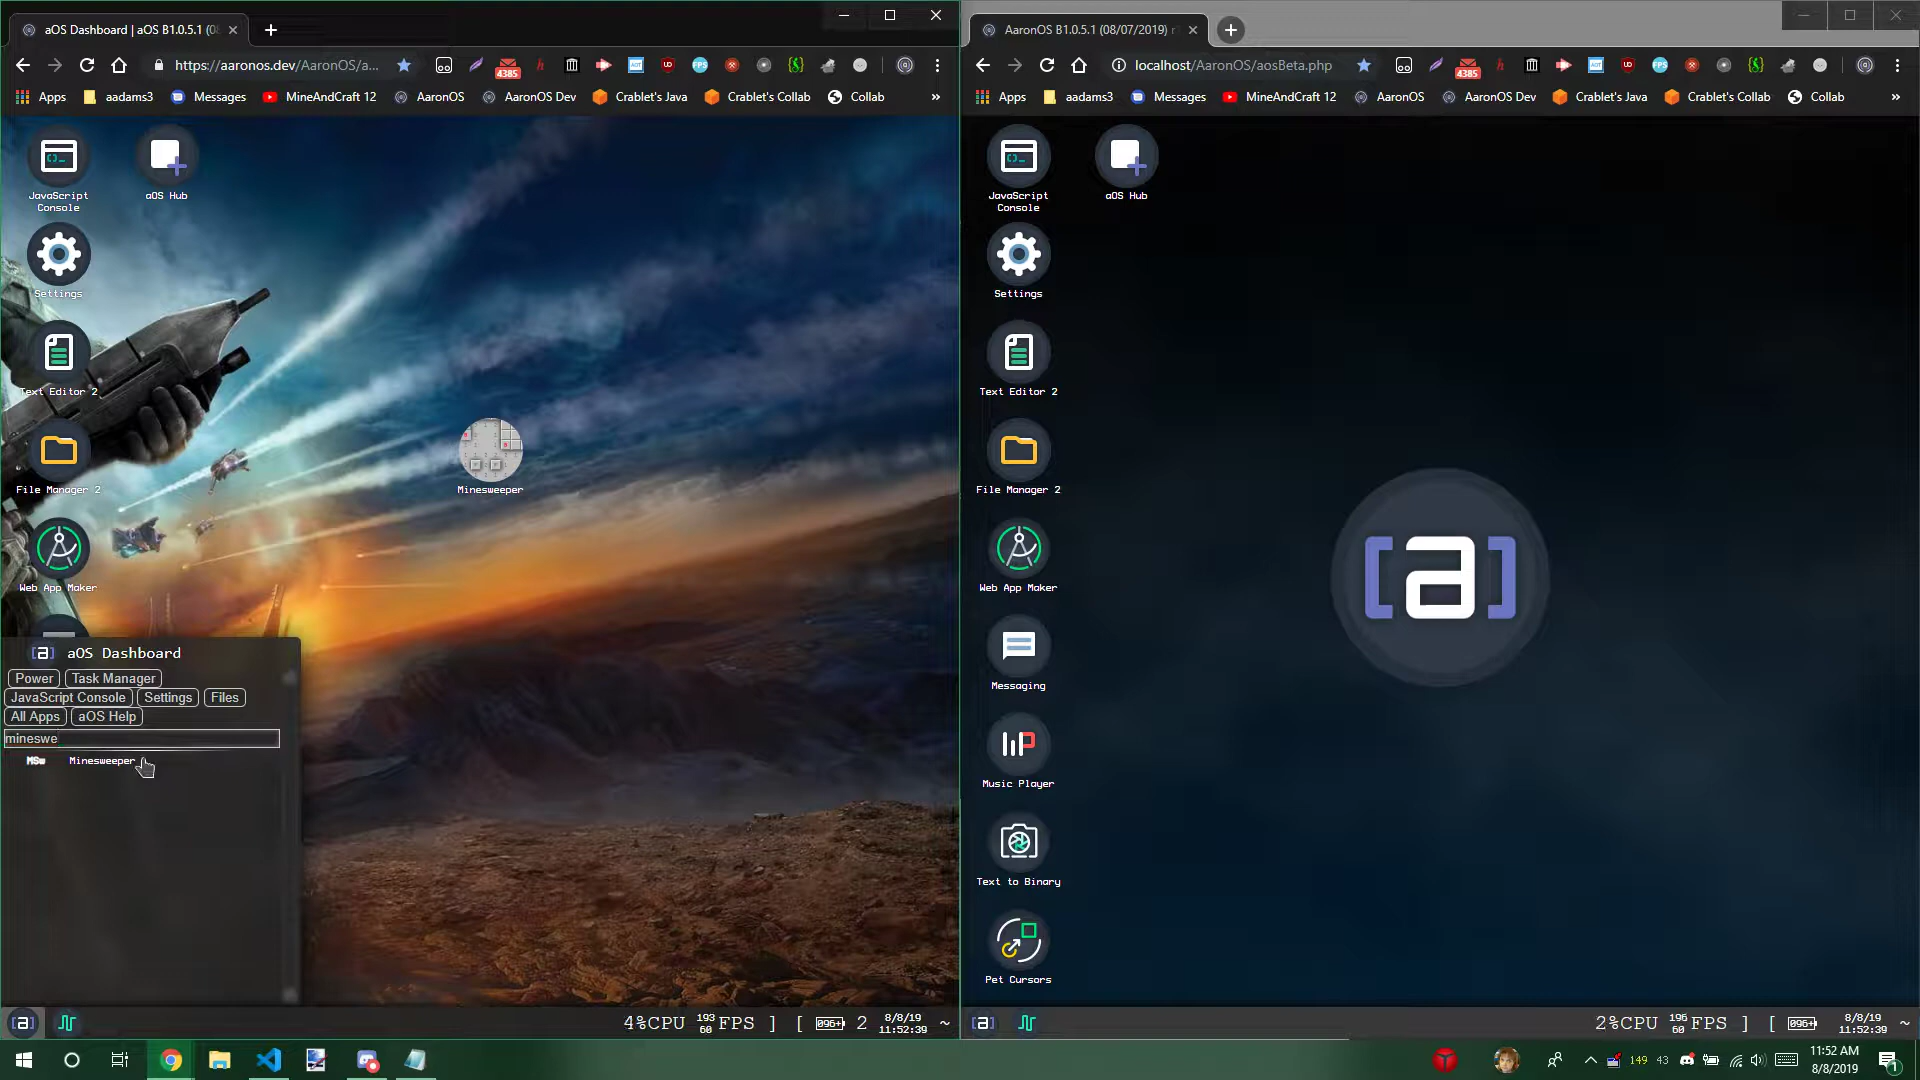 aOS Dashboard | aOS B1.0.5.1 (0
https://aaronos.dev/AaronOS/a...
4385
Apps
aadams3
Messages
MineAndCraft 12
AaronOS
AaronOS Dev
Crablet's Java
Crablet's Collab
Collab
»
JavaScript
Console
aOS Hub
Settings
Text Editor 2
File Manager 2
Web App Maker
Minesweeper
[a] aOS Dashboard
Power
Task Manager
JavaScript Console
Settings
Files
All Apps
aOS Help
mineswe
MSw
Minesweeper
[a]
4%CPU
193
60
FPS
]
[
096+
2
8/8/19
11:52:39
~
AaronOS B1.0.5.1 (08/07/2019) r
localhost/AaronOS/aosBeta.php
4385
Apps
aadams3
Messages
MineAndCraft 12
AaronOS
AaronOS Dev
Crablet's Java
Crablet's Collab
Collab
»
JavaScript
Console
aOS Hub
Settings
Text Editor 2
File Manager 2
Web App Maker
Messaging
Music Player
Text to Binary
Pet Cursors
[a]
[a]
2%CPU
196
60
FPS
]
[
096+
8/8/19
11:52:39
~
149
43
11:52 AM
8/8/2019
1